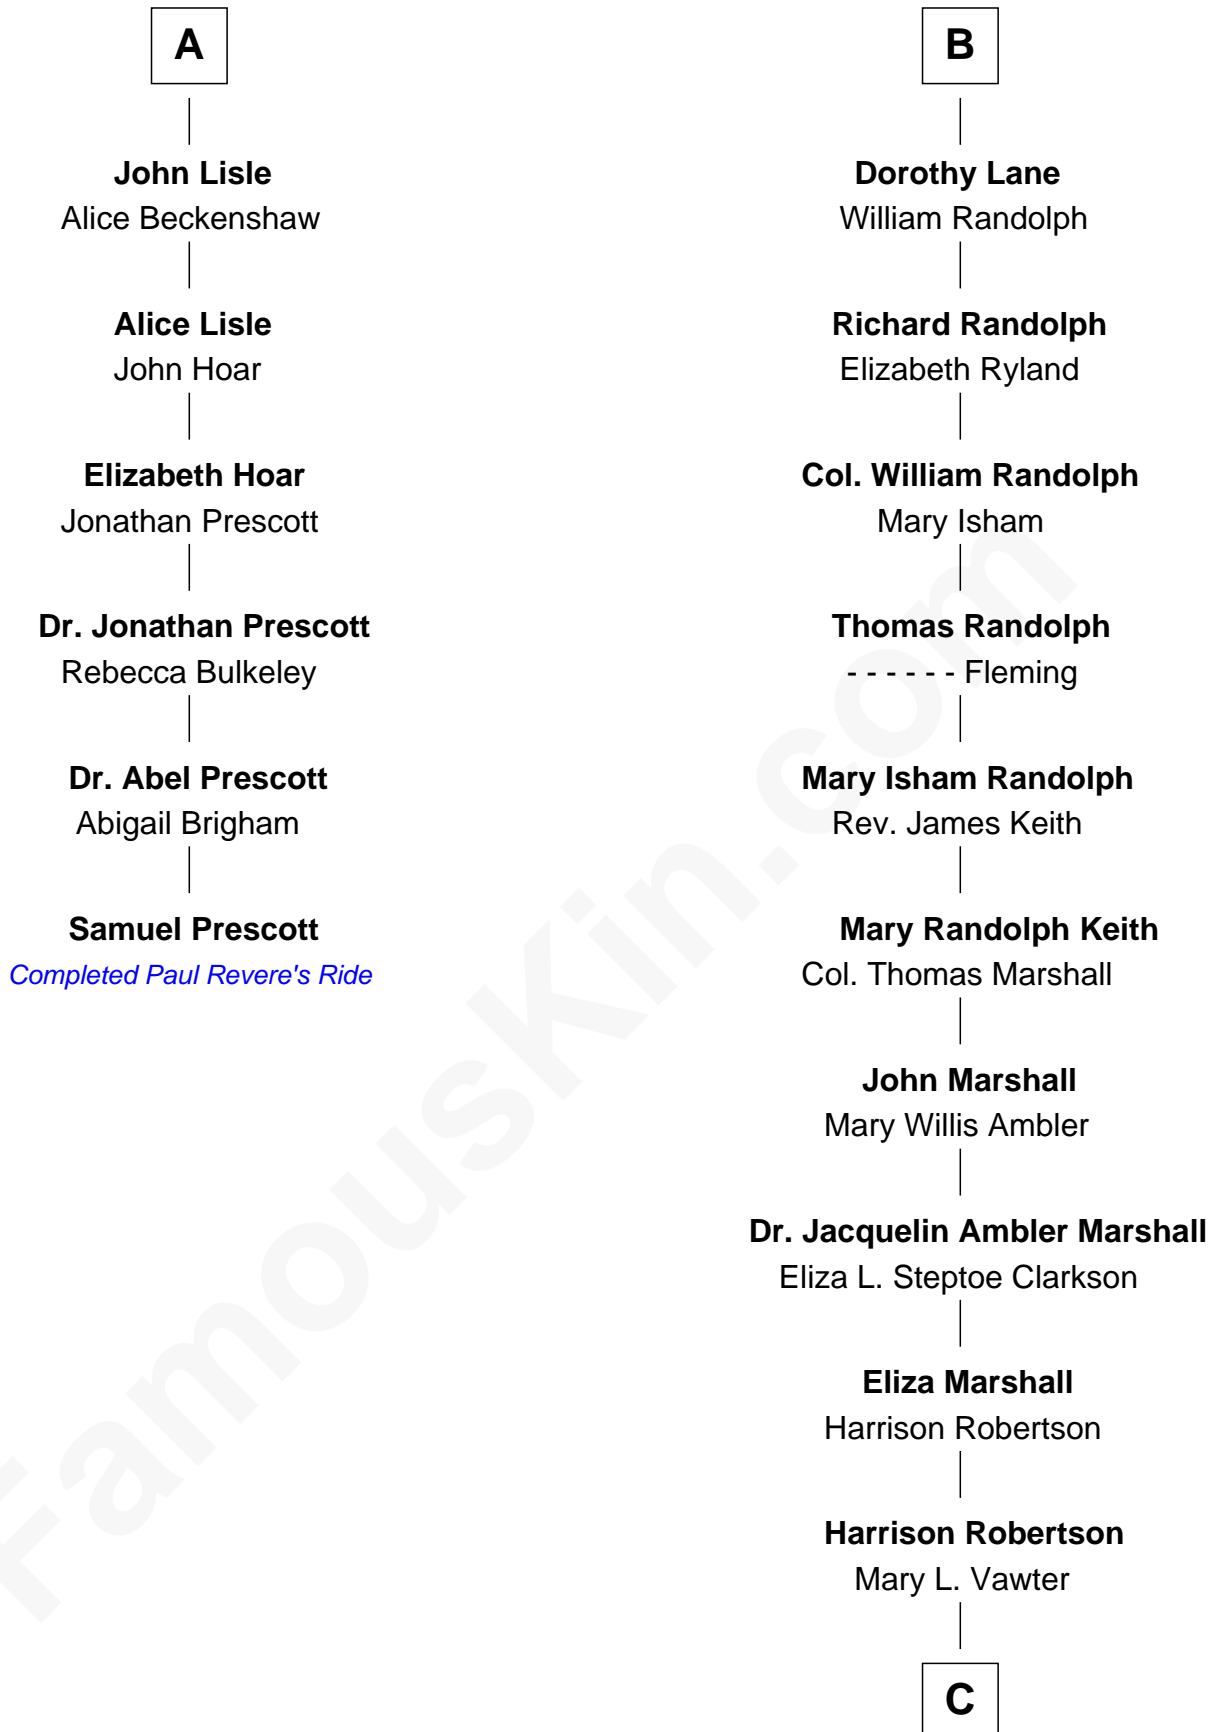 A
John Lisle
Alice Beckenshaw
Alice Lisle
John Hoar
Elizabeth Hoar
Jonathan Prescott
Dr. Jonathan Prescott
Rebecca Bulkeley
Dr. Abel Prescott
Abigail Brigham
Samuel Prescott
Completed Paul Revere's Ride
B
Dorothy Lane
William Randolph
Richard Randolph
Elizabeth Ryland
Col. William Randolph
Mary Isham
Thomas Randolph
- - - - - - Fleming
Mary Isham Randolph
Rev. James Keith
Mary Randolph Keith
Col. Thomas Marshall
John Marshall
Mary Willis Ambler
Dr. Jacquelin Ambler Marshall
Eliza L. Steptoe Clarkson
Eliza Marshall
Harrison Robertson
Harrison Robertson
Mary L. Vawter
C
FamousKin.com